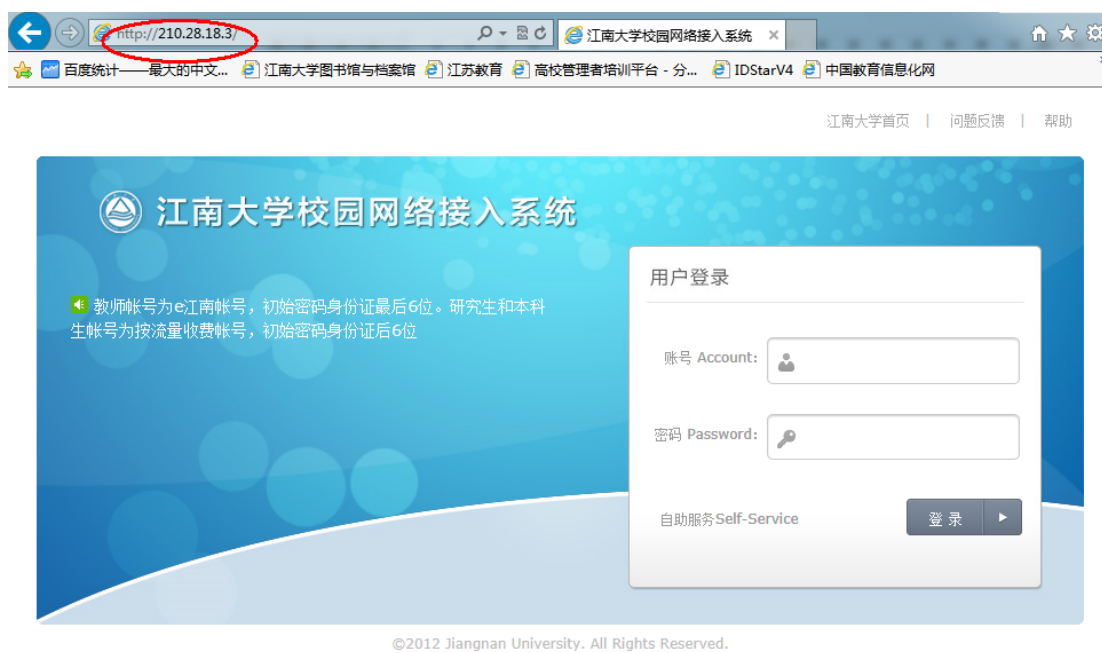 http://210.28.18.3/
江南大学校园网络接入系统
百度统计——最大的中文...
江南大学图书馆与档案馆
江苏教育
高校管理者培训平台 - 分...
IDStarV4
中国教育信息化网
江南大学首页 | 问题反馈 | 帮助
江南大学校园网络接入系统
教师帐号为e江南帐号，初始密码身份证最后6位。研究生和本科
生帐号为按流量收费帐号，初始密码身份证后6位
用户登录
账号 Account:
密码 Password:
自助服务Self-Service
登 录
©2012 Jiangnan University. All Rights Reserved.